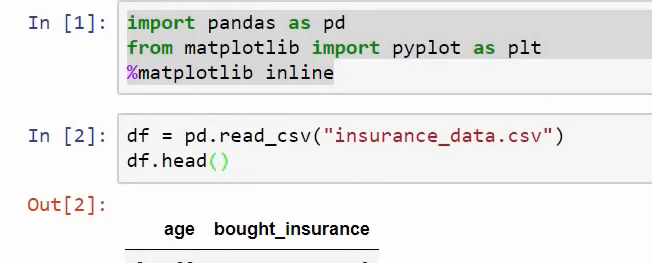 In [1]: import pandas as pd
from matplotlib import pyplot as plt
%matplotlib inline
In [2]: df = pd.read_csv("insurance_data.csv")
df.head()
Out[2]:
age bought_insurance